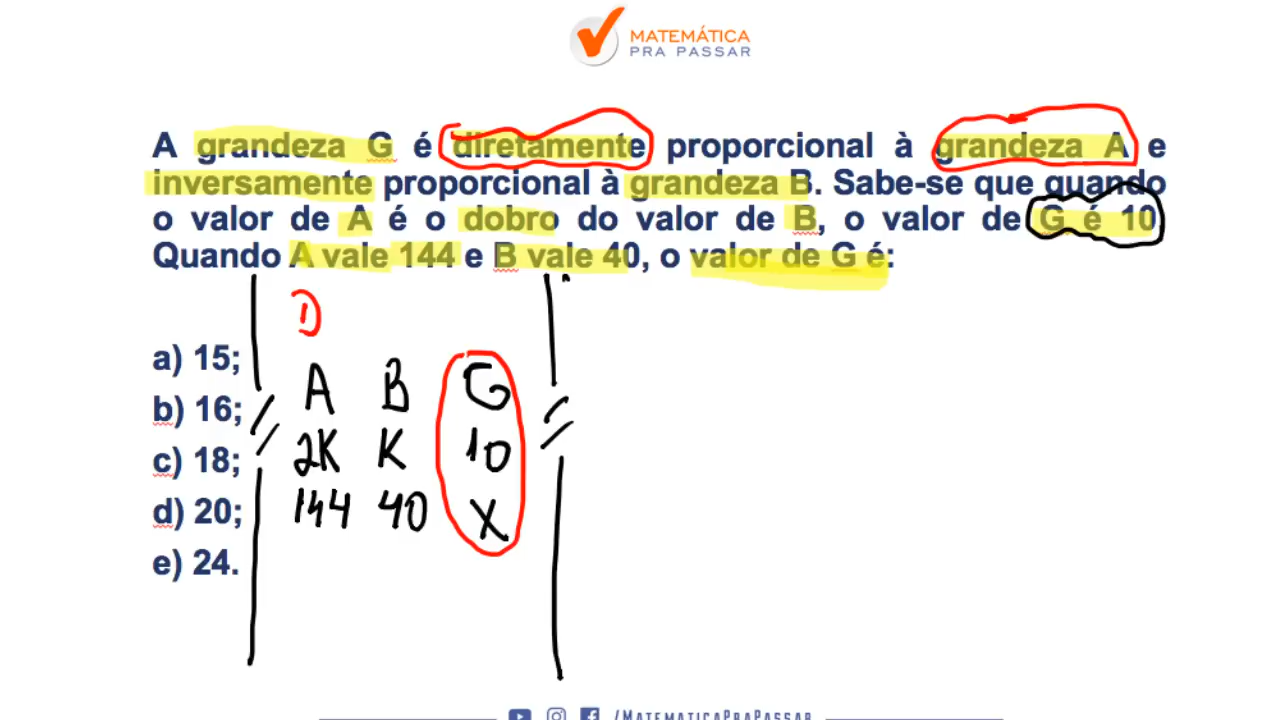 MATEMÁTICA
PRA PASSAR
A grandeza G é diretamente proporcional à grandeza A e
inversamente proporcional à grandeza B. Sabe-se que quando
o valor de A é o dobro do valor de B, o valor de G é 10
Quando A vale 144 e B vale 40, o valor de G é:
D
a) 15;
A B G
b) 16;
2K K 10
c) 18;
144 40 X
d) 20;
e) 24.
/MATEMATICAPRAPASSAR